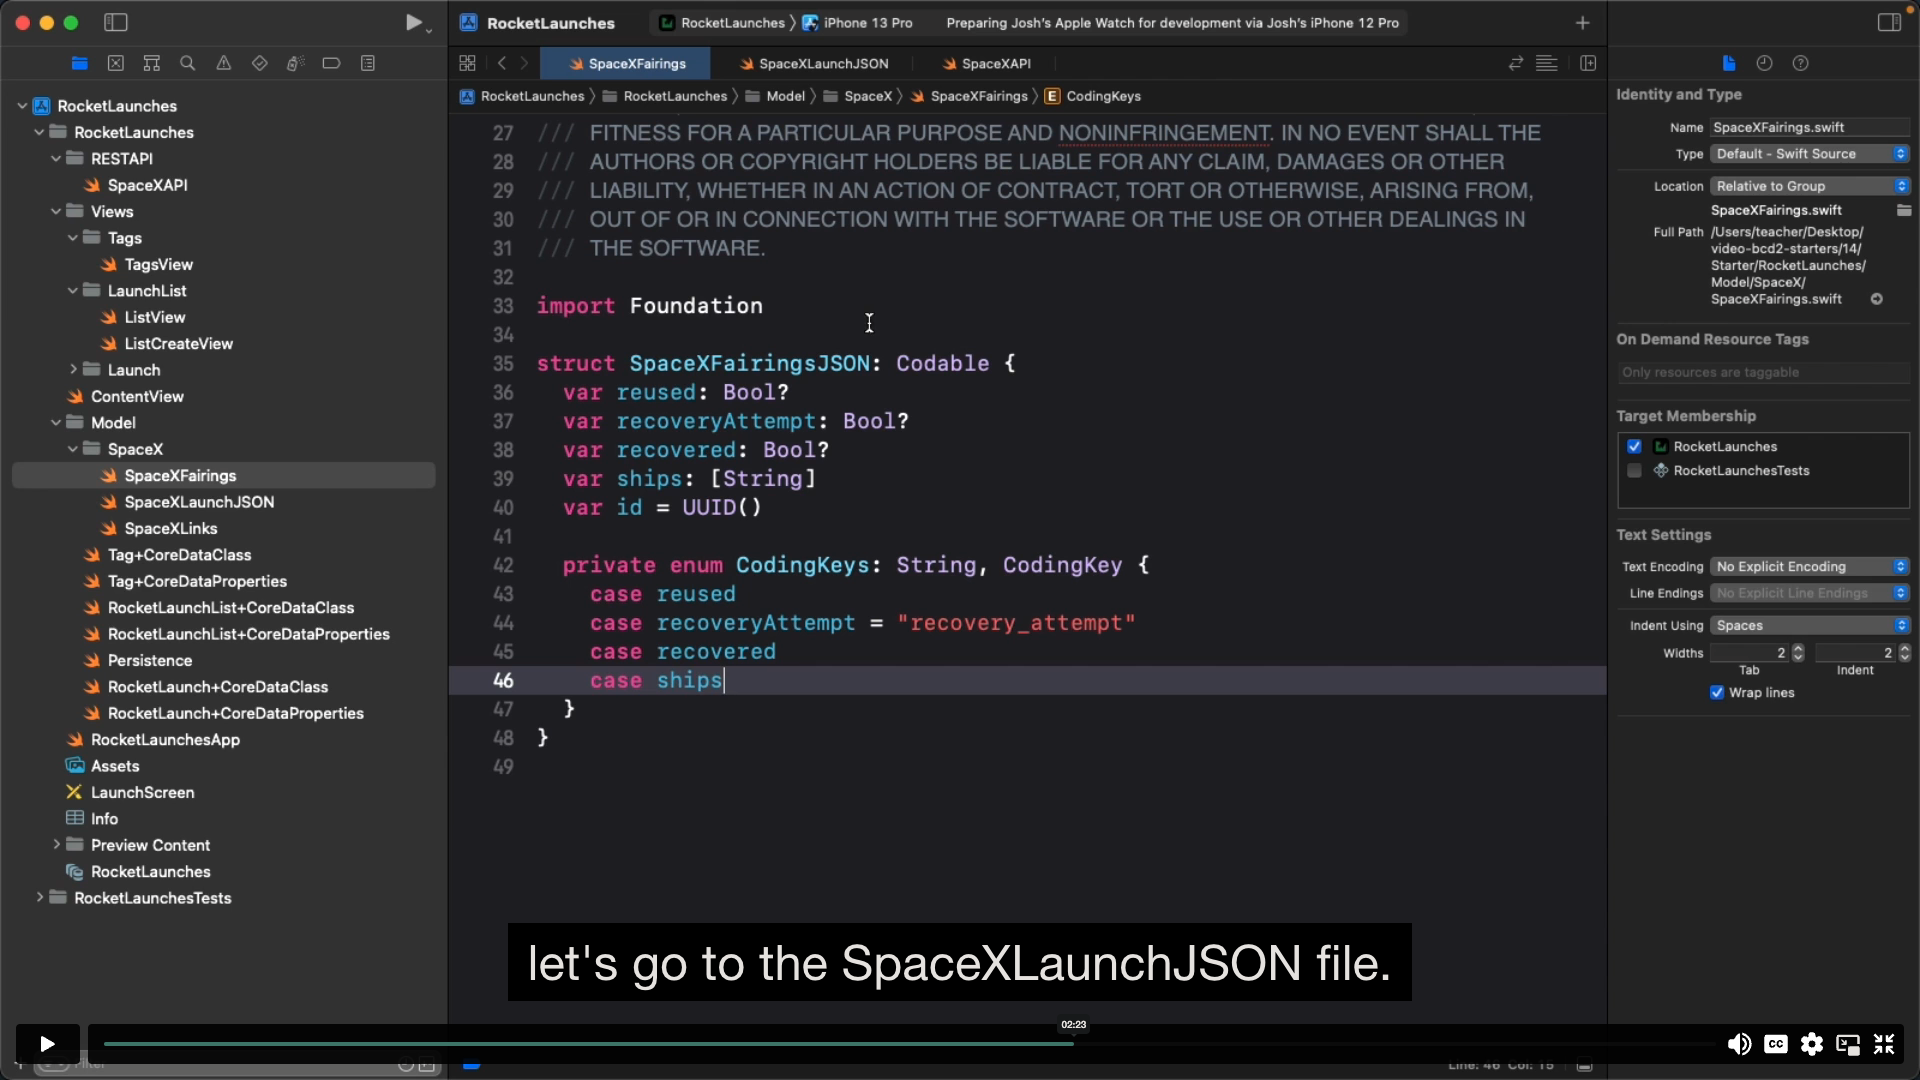 RocketLaunches
RocketLaunches
iPhone 13 Pro
Preparing Josh's Apple Watch for development via Josh's iPhone 12 Pro
SpaceXFairings
SpaceXLaunchJSON
SpaceXAPI
RocketLaunches
RocketLaunches
Model
SpaceX
SpaceXFairings
E
CodingKeys
RocketLaunches
RocketLaunches
RESTAPI
SpaceXAPI
Views
Tags
TagsView
LaunchList
ListView
ListCreateView
Launch
ContentView
Model
SpaceX
SpaceXFairings
SpaceXLaunchJSON
SpaceXLinks
Tag+CoreDataClass
Tag+CoreDataProperties
RocketLaunchList+CoreDataClass
RocketLaunchList+CoreDataProperties
Persistence
RocketLaunch+CoreDataClass
RocketLaunch+CoreDataProperties
RocketLaunchesApp
Assets
LaunchScreen
Info
Preview Content
RocketLaunches
RocketLaunchesTests
Filter
27 /// FITNESS FOR A PARTICULAR PURPOSE AND NONINFRINGEMENT. IN NO EVENT SHALL THE
28 /// AUTHORS OR COPYRIGHT HOLDERS BE LIABLE FOR ANY CLAIM, DAMAGES OR OTHER
29 /// LIABILITY, WHETHER IN AN ACTION OF CONTRACT, TORT OR OTHERWISE, ARISING FROM,
30 /// OUT OF OR IN CONNECTION WITH THE SOFTWARE OR THE USE OR OTHER DEALINGS IN
31 /// THE SOFTWARE.
32
33 import Foundation
34
35 struct SpaceXFairingsJSON: Codable {
36 var reused: Bool?
37 var recoveryAttempt: Bool?
38 var recovered: Bool?
39 var ships: [String]
40 var id = UUID()
41
42 private enum CodingKeys: String, CodingKey {
43 case reused
44 case recoveryAttempt = "recovery_attempt"
45 case recovered
46 case ships
47 }
48 }
49
let's go to the SpaceXLaunchJSON file.
02:23
CC
Line: 46 Col: 15
Identity and Type
Name SpaceXFairings.swift
Type Default - Swift Source
Location Relative to Group
SpaceXFairings.swift
Full Path /Users/teacher/Desktop/
video-bcd2-starters/14/
Starter/RocketLaunches/
Model/SpaceX/
SpaceXFairings.swift
On Demand Resource Tags
Only resources are taggable
Target Membership
RocketLaunches
RocketLaunchesTests
Text Settings
Text Encoding No Explicit Encoding
Line Endings No Explicit Line Endings
Indent Using Spaces
Widths 2 2
Tab Indent
Wrap lines